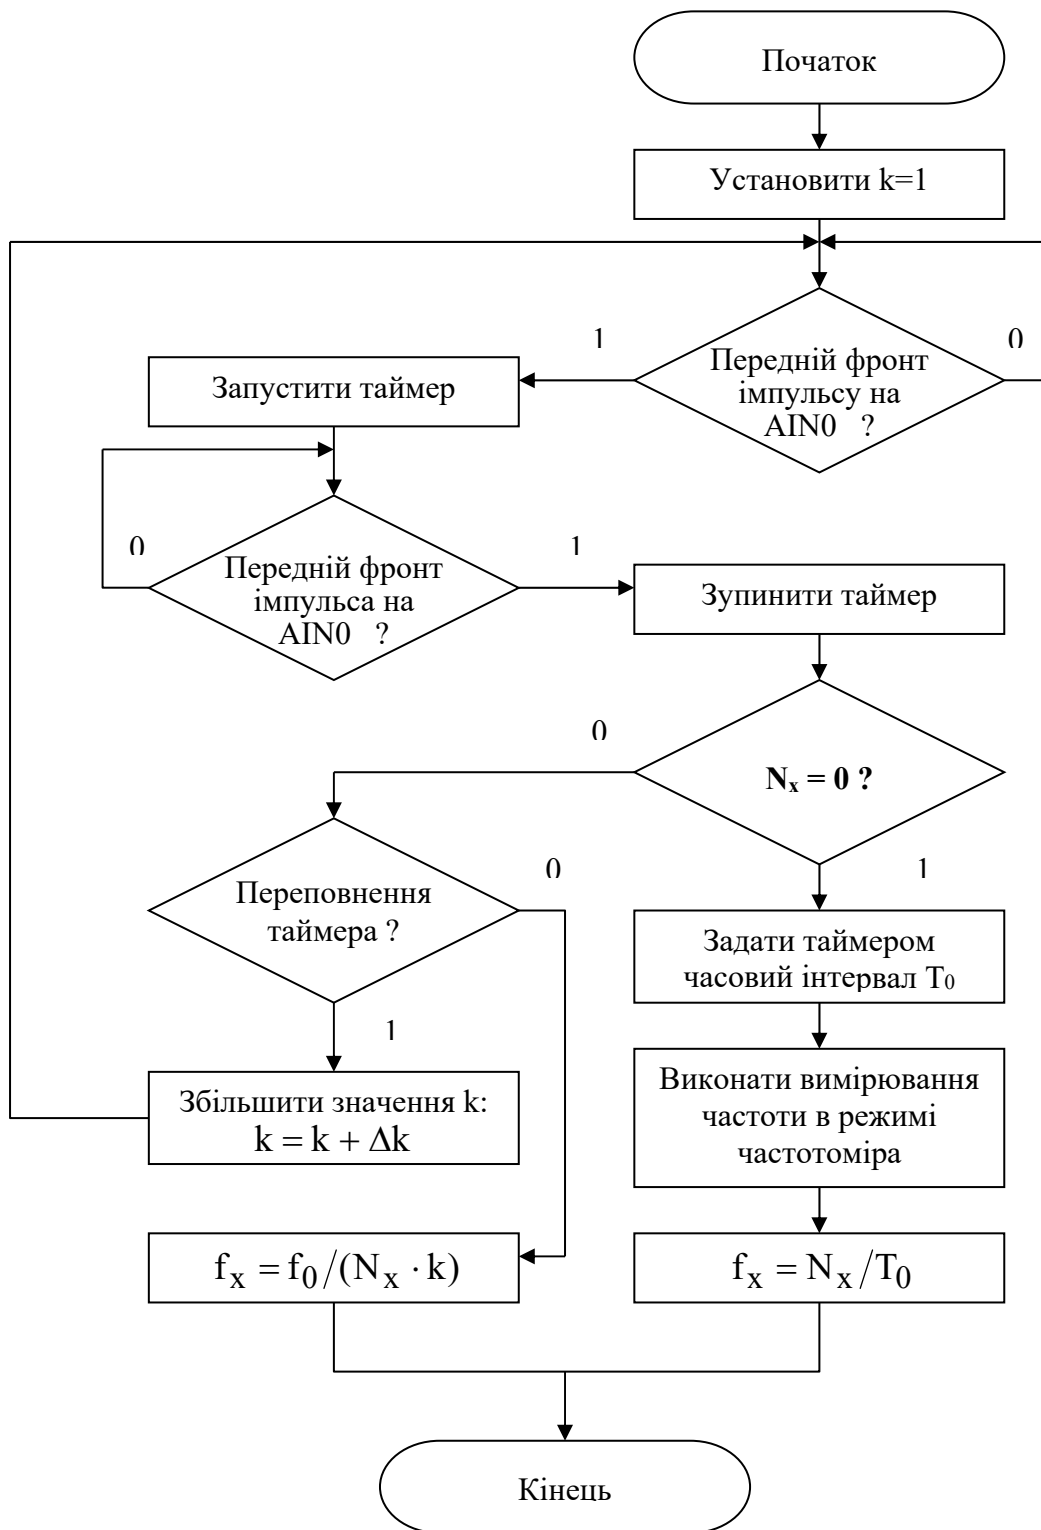 Початок
Установити k=1
1
0
Передній фронт
імпульсу на
AIN0 ?
Запустити таймер
0
1
Передній фронт
імпульса на
AIN0 ?
Зупинити таймер
0
Nₓ = 0 ?
1
0
Переповнення
таймера ?
1
Задати таймером
часовий інтервал T₀
Збільшити значення k:
k = k + Δk
Виконати вимірювання
частоти в режимі
частотоміра
fₓ = f₀/(Nₓ · k)
fₓ = Nₓ/T₀
Кінець